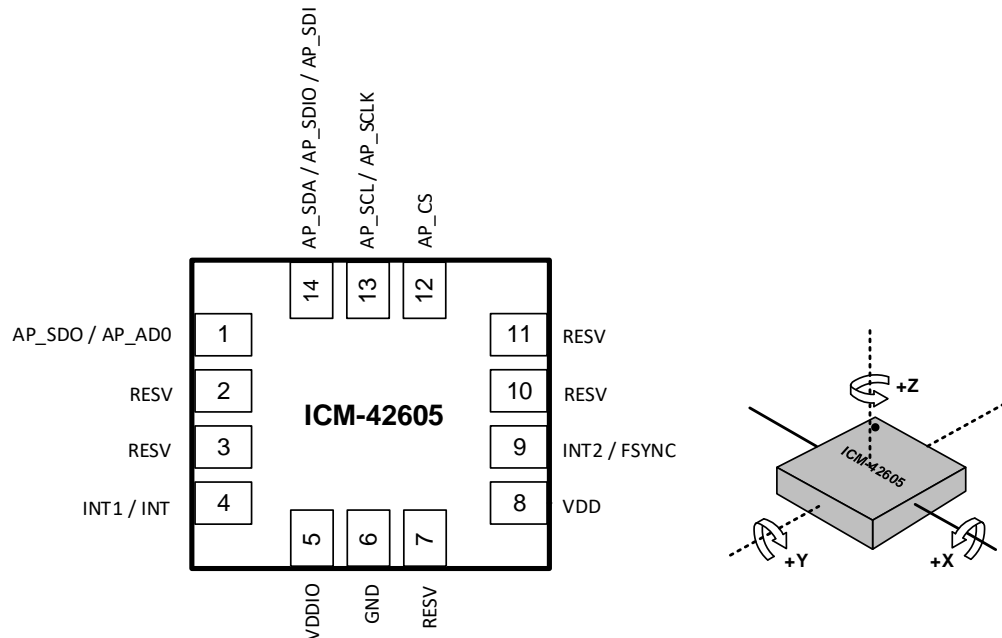 AP_SDA / AP_SDIO / AP_SDI
AP_SCL / AP_SCLK
AP_CS
14
13
12
AP_SDO / AP_AD0
1
11
RESV
RESV
2
10
RESV
ICM-42605
RESV
3
9
INT2 / FSYNC
INT1 / INT
4
8
VDD
5
6
7
VDDIO
GND
RESV
+Z
ICM-42605
+Y
+X